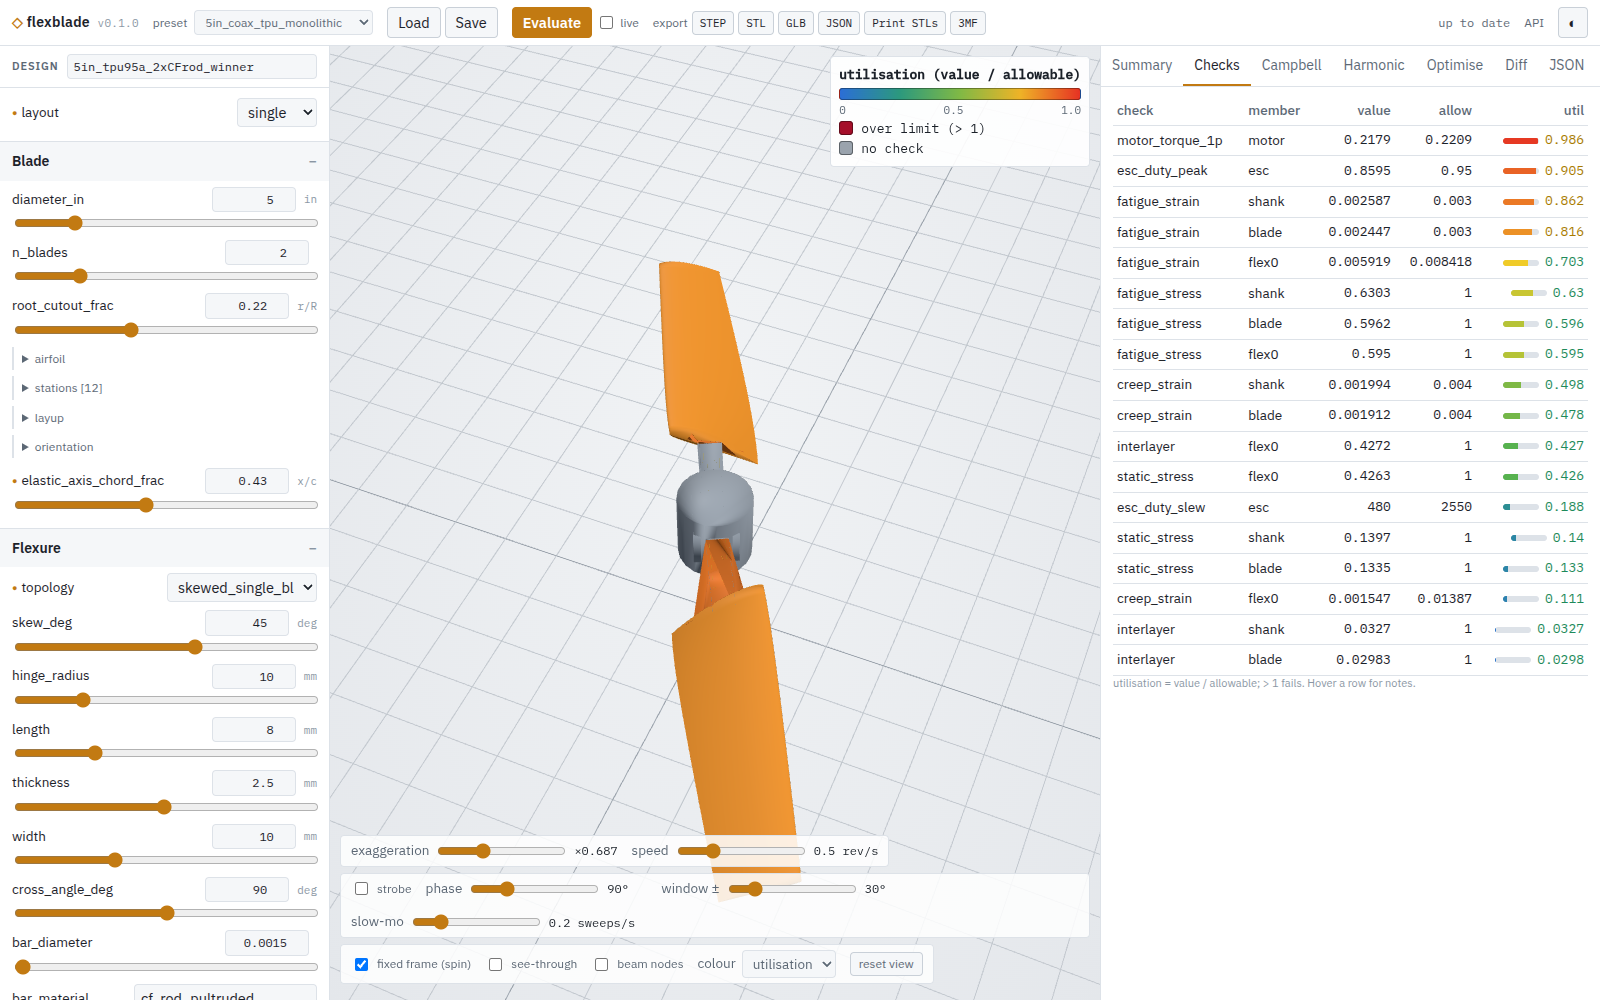 ◇ flexblade v0.1.0 preset 5in_coax_tpu_monolithic Load Save Evaluate live export STEP STL GLB JSON Print STLs 3MF up to date API
DESIGN 5in_tpu95a_2xCFrod_winner
• layout single
Blade −
diameter_in 5 in
n_blades 2
root_cutout_frac 0.22 r/R
▶ airfoil
▶ stations [12]
▶ layup
▶ orientation
• elastic_axis_chord_frac 0.43 x/c
Flexure −
• topology skewed_single_bl
skew_deg 45 deg
hinge_radius 10 mm
length 8 mm
thickness 2.5 mm
width 10 mm
cross_angle_deg 90 deg
bar_diameter 0.0015
bar_material cf_rod_pultruded
utilisation (value / allowable)
0 0.5 1.0
over limit (> 1)
no check
exaggeration ×0.687 speed 0.5 rev/s
strobe phase 90° window ± 30°
slow-mo 0.2 sweeps/s
fixed frame (spin) see-through beam nodes colour utilisation reset view
Summary Checks Campbell Harmonic Optimise Diff JSON
check member value allow util
motor_torque_1p motor 0.2179 0.2209 0.986
esc_duty_peak esc 0.8595 0.95 0.905
fatigue_strain shank 0.002587 0.003 0.862
fatigue_strain blade 0.002447 0.003 0.816
fatigue_strain flex0 0.005919 0.008418 0.703
fatigue_stress shank 0.6303 1 0.63
fatigue_stress blade 0.5962 1 0.596
fatigue_stress flex0 0.595 1 0.595
creep_strain shank 0.001994 0.004 0.498
creep_strain blade 0.001912 0.004 0.478
interlayer flex0 0.4272 1 0.427
static_stress flex0 0.4263 1 0.426
esc_duty_slew esc 480 2550 0.188
static_stress shank 0.1397 1 0.14
static_stress blade 0.1335 1 0.133
creep_strain flex0 0.001547 0.01387 0.111
interlayer shank 0.0327 1 0.0327
interlayer blade 0.02983 1 0.0298
utilisation = value / allowable; > 1 fails. Hover a row for notes.